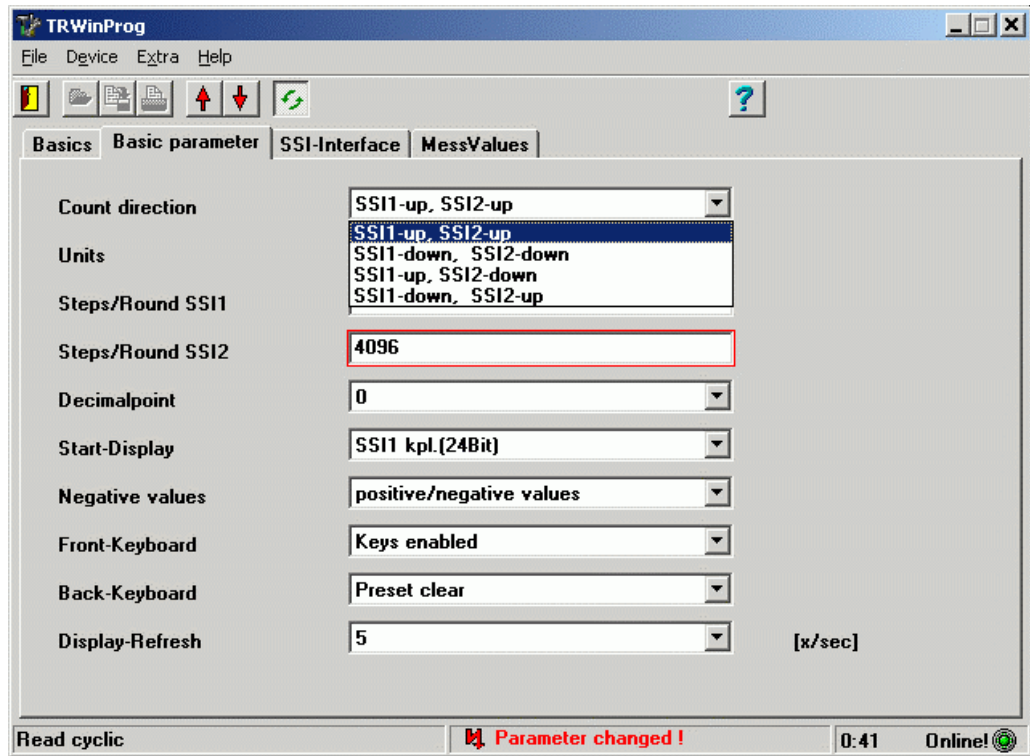 TRWinProg
File Device Extra Help
Basics Basic parameter SSI-Interface MessValues
Count direction SSI1-up, SSI2-up
SSI1-up, SSI2-up
Units SSI1-down, SSI2-down
SSI1-up, SSI2-down
Steps/Round SSI1 SSI1-down, SSI2-up
Steps/Round SSI2 4096
Decimalpoint 0
Start-Display SSI1 kpl.(24Bit)
Negative values positive/negative values
Front-Keyboard Keys enabled
Back-Keyboard Preset clear
Display-Refresh 5 [x/sec]
Read cyclic Parameter changed ! 0:41 Online!